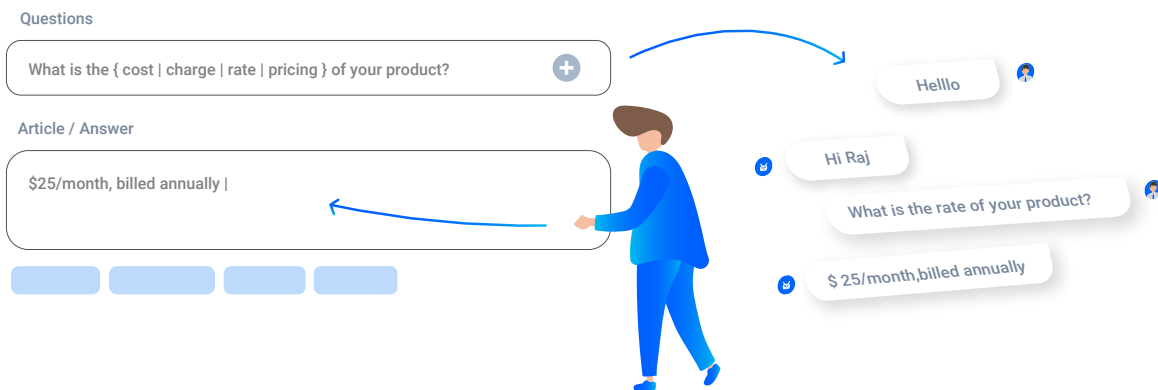 Questions
What is the { cost | charge | rate | pricing } of your product?
Article / Answer
$25/month, billed annually |
Helllo
Hi Raj
What is the rate of your product?
$ 25/month,billed annually